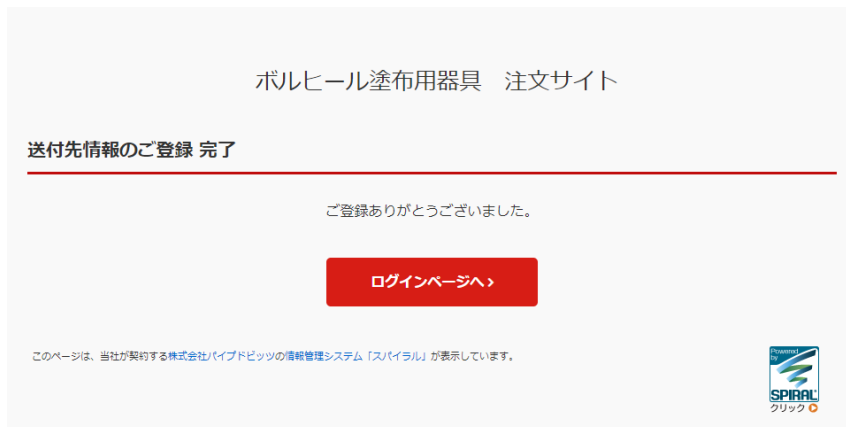 ボルヒール塗布用器具　注文サイト
送付先情報のご登録 完了
ご登録ありがとうございました。
ログインページへ ›
このページは、当社が契約する株式会社パイプドビッツの情報管理システム「スパイラル」が表示しています。
Powered
by
SPIRAL
クリック